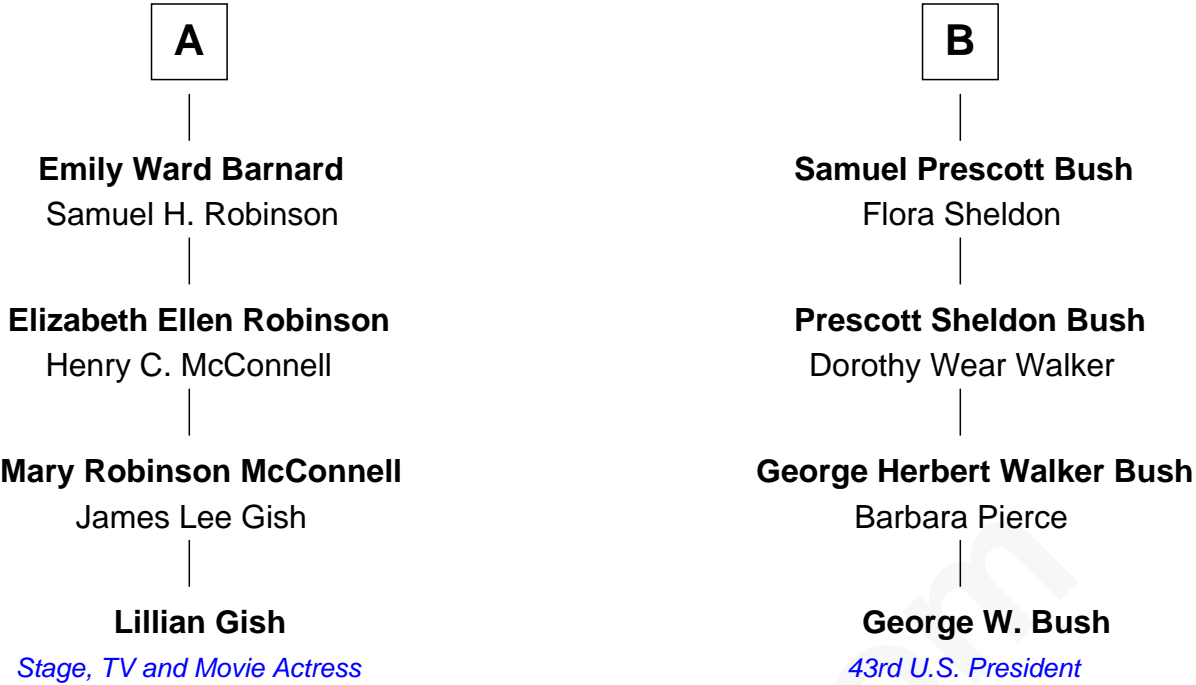 A
Emily Ward Barnard
Samuel H. Robinson
Elizabeth Ellen Robinson
Henry C. McConnell
Mary Robinson McConnell
James Lee Gish
Lillian Gish
Stage, TV and Movie Actress
B
Samuel Prescott Bush
Flora Sheldon
Prescott Sheldon Bush
Dorothy Wear Walker
George Herbert Walker Bush
Barbara Pierce
George W. Bush
43rd U.S. President